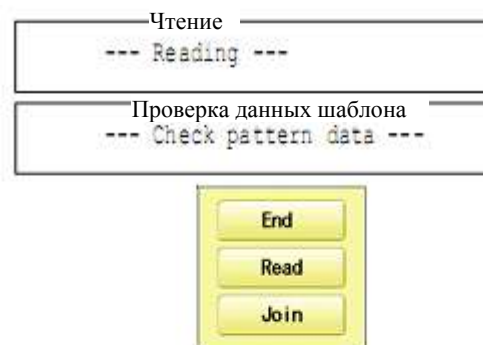 Чтение
--- Reading ---
Проверка данных шаблона
--- Check pattern data ---
End
Read
Join